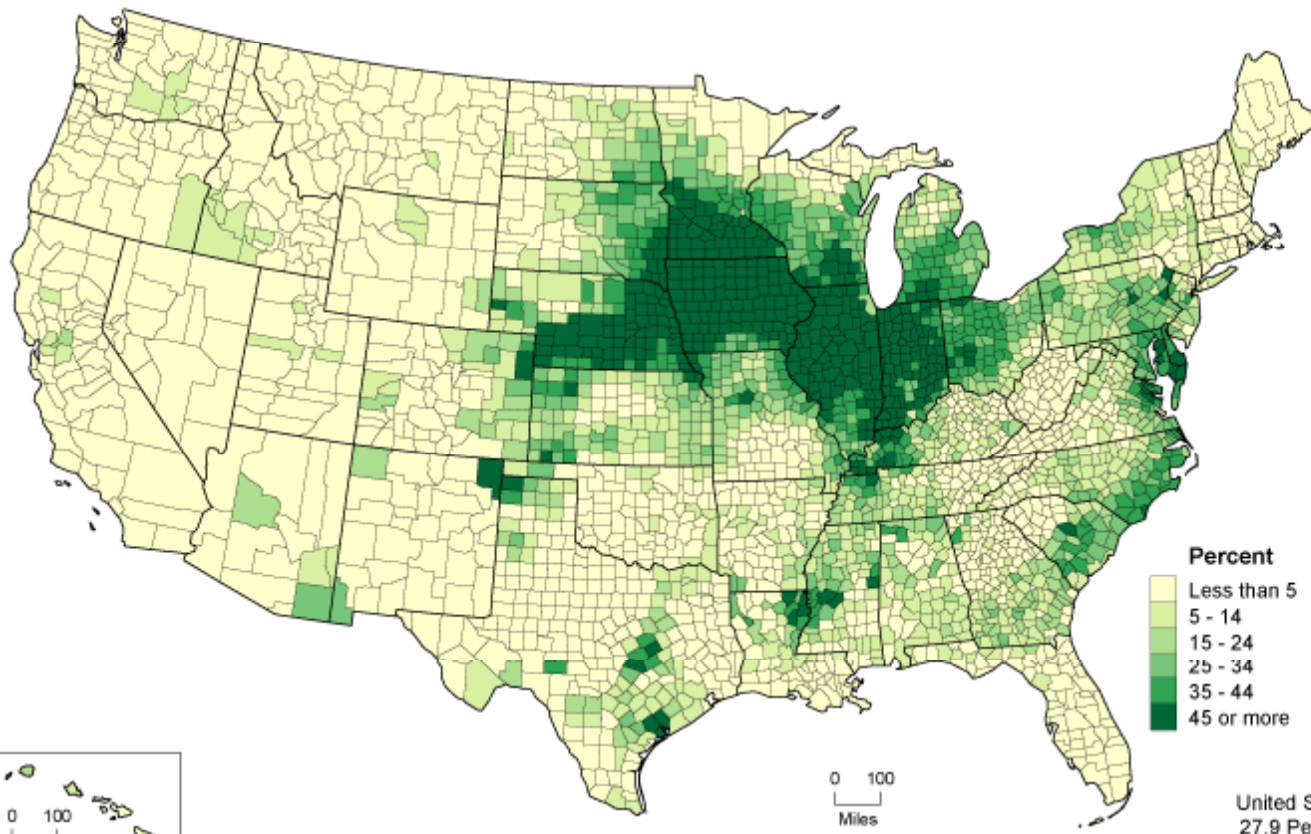 Percent
Less than 5
5 - 14
15 - 24
25 - 34
35 - 44
45 or more
0 100
Miles
0 100
United S
27.9 Pe